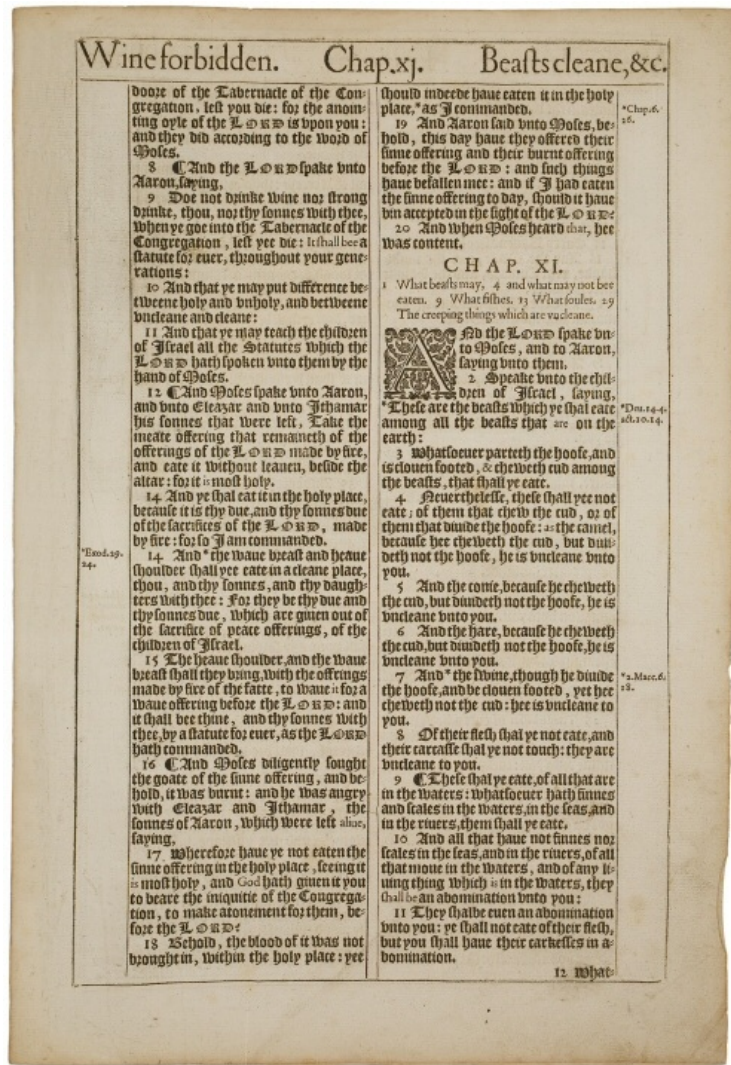 Wine forbidden. Chap.xj. Beasts cleane,&c.
doore of the Tabernacle of the Con-
gregation, lest you die: for the anoin-
ting oyle of the LORD is vpon you:
and they did according to the word of
Moses.
8 ¶And the LORD spake vnto
Aaron,saying,
9 Doe not drinke wine nor strong
drinke, thou, nor thy sonnes with thee,
when ye goe into the Tabernacle of the
Congregation, lest yee die: It shall bee a
statute for euer, throughout your gene-
rations:
10 And that ye may put difference be-
tweene holy and vnholy, and betweene
vncleane and cleane:
11 And that ye may teach the children
of Israel all the Statutes which the
LORD hath spoken vnto them by the
hand of Moses.
12 ¶And Moses spake vnto Aaron,
and vnto Eleazar and vnto Ithamar
his sonnes that were left, Take the
meate offering that remaineth of the
offerings of the LORD made by fire,
and eate it without leauen, beside the
altar: for it is most holy.
14 And ye shal eat it in the holy place,
because it is thy due, and thy sonnes due
of the sacrifices of the LORD, made
by fire: for so I am commanded.
*Exod.29.
24.
14 And * the waue breast and heaue
shoulder shall yee eate in a cleane place,
thou, and thy sonnes, and thy daugh-
ters with thee: For they be thy due and
thy sonnes due, which are giuen out of
the sacrifice of peace offerings, of the
children of Israel.
15 The heaue shoulder, and the waue
breast shall they bring, with the offrings
made by fire of the fatte, to waue it for a
waue offering before the LORD: and
it shall bee thine, and thy sonnes with
thee, by a statute for euer, as the LORD
hath commanded.
16 ¶And Moses diligently sought
the goate of the sinne offering, and be-
hold, it was burnt: and he was angry
with Eleazar and Ithamar, the
sonnes of Aaron, which were left aliue,
saying,
17 Wherefore haue ye not eaten the
sinne offering in the holy place, seeing it
is most holy, and God hath giuen it you
to beare the iniquitie of the Congrega-
tion, to make atonement for them, be-
fore the LORD?
18 Behold, the blood of it was not
brought in, within the holy place: yee
should indeede haue eaten it in the holy
place,* as I commanded.
*Chap.6.
26.
19 And Aaron said vnto Moses, be-
hold, this day haue they offered their
sinne offering and their burnt offering
before the LORD: and such things
haue befallen mee: and if I had eaten
the sinne offering to day, should it haue
bin accepted in the sight of the LORD?
20 And when Moses heard that, hee
was content.
CHAP. XI.
1 What beasts may, 4 and what may not bee
eaten. 9 What fishes. 13 What foules. 29
The creeping things which are vncleane.
ANd the LORD spake vn-
to Moses, and to Aaron,
saying vnto them.
2 Speake vnto the chil-
dren of Israel, saying,
*These are the beasts which ye shal eate
among all the beasts that are on the
earth:
*Deu.14.4.
act.10.14.
3 Whatsoeuer parteth the hoofe, and
is clouen footed, & cheweth cud among
the beasts, that shall ye eate.
4 Neuerthelesse, these shall yee not
eate, of them that chew the cud, or of
them that diuide the hoofe: as the camel,
because hee cheweth the cud, but diui-
deth not the hoofe, he is vncleane vnto
you.
5 And the conie, because he cheweth
the cud, but diuideth not the hoofe, he is
vncleane vnto you.
6 And the hare, because he cheweth
the cud, but diuideth not the hoofe, he is
vncleane vnto you.
7 And * the swine, though he diuide
the hoofe, and be clouen footed, yet hee
cheweth not the cud: hee is vncleane to
you.
*2.Macc.6.
18.
8 Of their flesh shal ye not eate, and
their carcasse shal ye not touch: they are
vncleane to you.
9 ¶These shal ye eate, of all that are
in the waters: whatsoeuer hath finnes
and scales in the waters, in the seas, and
in the riuers, them shall ye eate.
10 And all that haue not finnes nor
scales in the seas, and in the riuers, of all
that moue in the waters, and of any li-
uing thing which is in the waters, they
shall be an abomination vnto you:
11 They shalbe euen an abomination
vnto you: ye shall not eate of their flesh,
but you shall haue their carkesses in a-
bomination.
12 What-